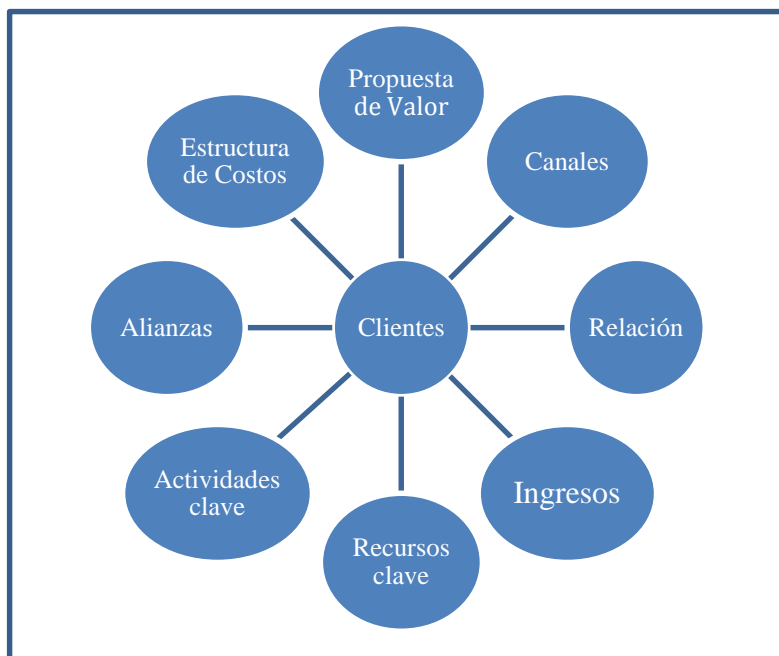 Propuesta
de Valor
Estructura
de Costos
Canales
Alianzas
Clientes
Relación
Actividades
clave
Ingresos
Recursos
clave